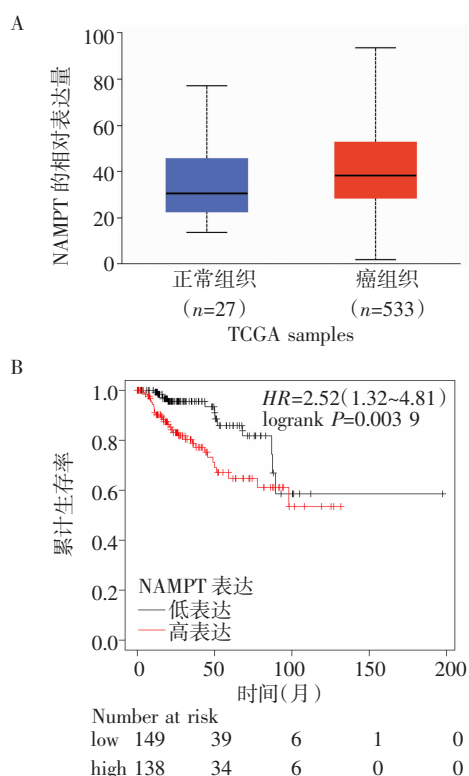 A
NAMPT 的相对表达量
100
80
60
40
20
0
正常组织 癌组织
(n=27) (n=533)
TCGA samples
B
HR=2.52(1.32~4.81)
logrank P=0.003 9
累计生存率
1.0
0.8
0.6
0.4
0.2
0.0
NAMPT 表达
低表达
高表达
0 50 100 150 200
时间(月)
Number at risk
low 149 39 6 1 0
high 138 34 6 0 0